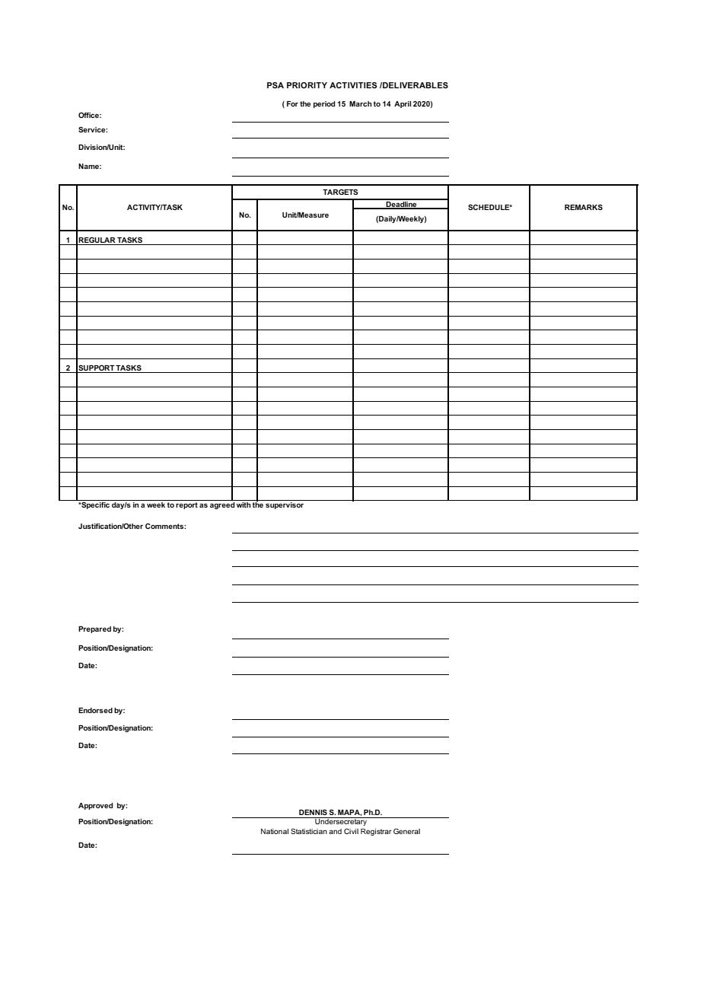 PSA PRIORITY ACTIVITIES /DELIVERABLES
( For the period 15 March to 14 April 2020)
Office:
Service:
Division/Unit:
Name:
No. ACTIVITY/TASK TARGETS SCHEDULE* REMARKS
No. Unit/Measure Deadline
(Daily/Weekly)
1 REGULAR TASKS
2 SUPPORT TASKS
*Specific day/s in a week to report as agreed with the supervisor
Justification/Other Comments:
Prepared by:
Position/Designation:
Date:
Endorsed by:
Position/Designation:
Date:
Approved by:
DENNIS S. MAPA, Ph.D.
Position/Designation: Undersecretary
National Statistician and Civil Registrar General
Date: